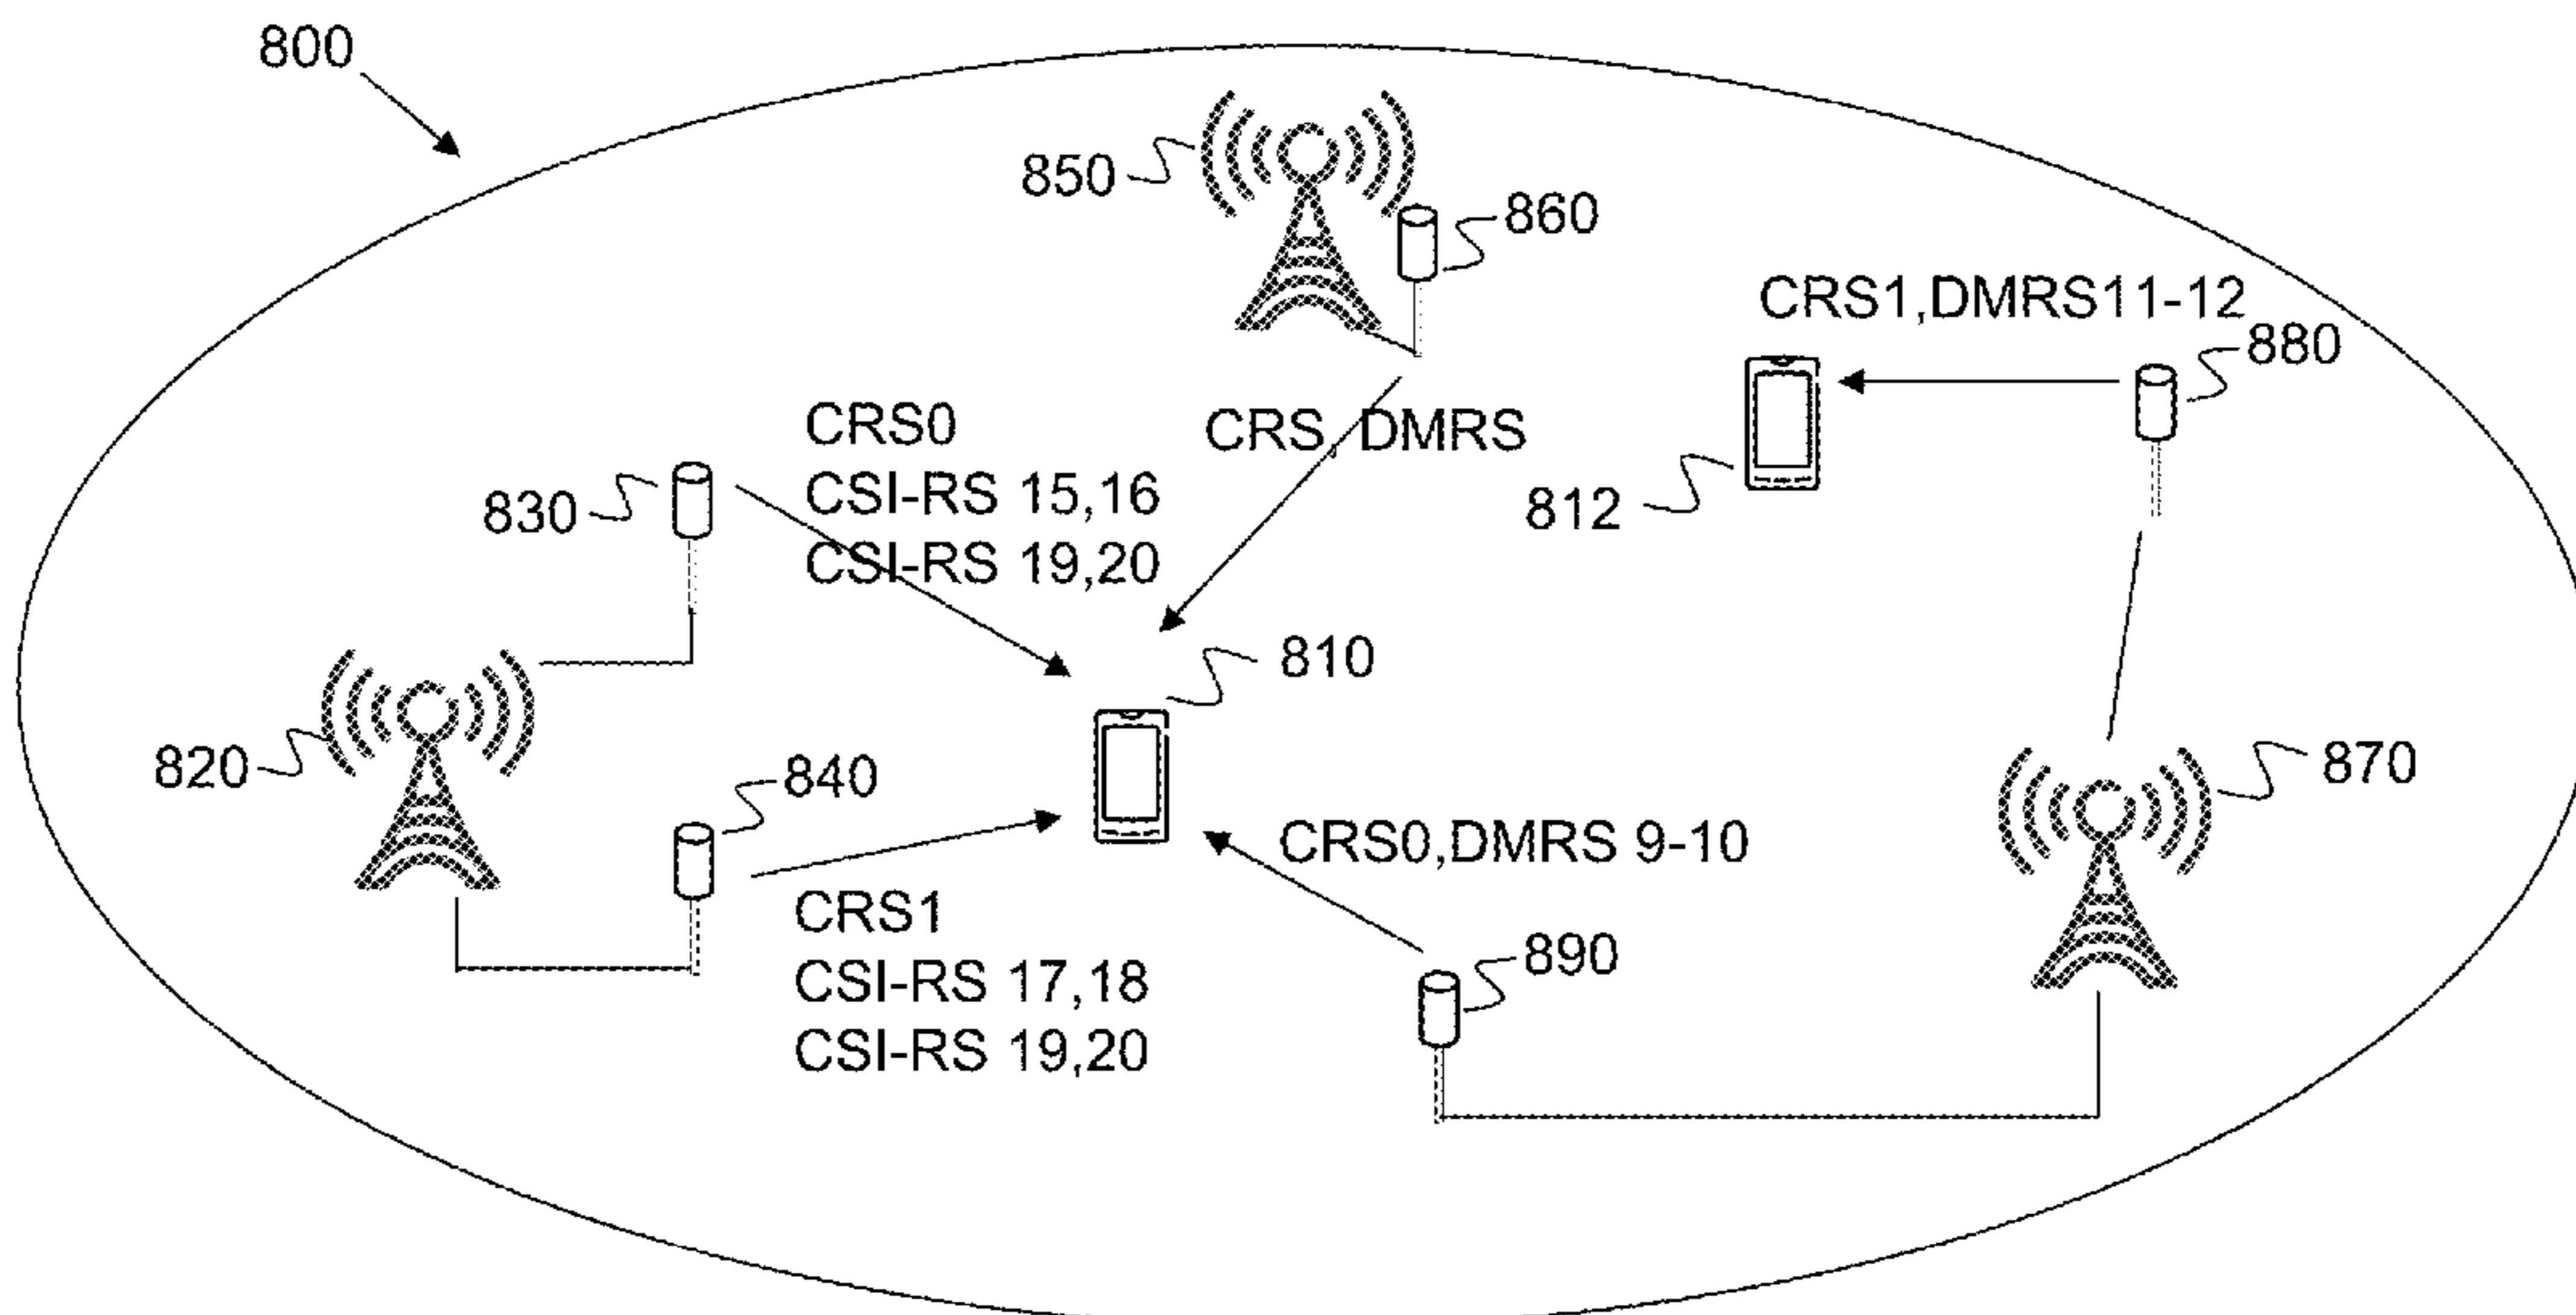 800
850
860
CRS1,DMRS11-12
880
CRS0
CSI-RS 15,16
CSI-RS 19,20
CRS, DMRS
830
812
810
820
840
870
CRS0,DMRS 9-10
CRS1
CSI-RS 17,18
CSI-RS 19,20
890